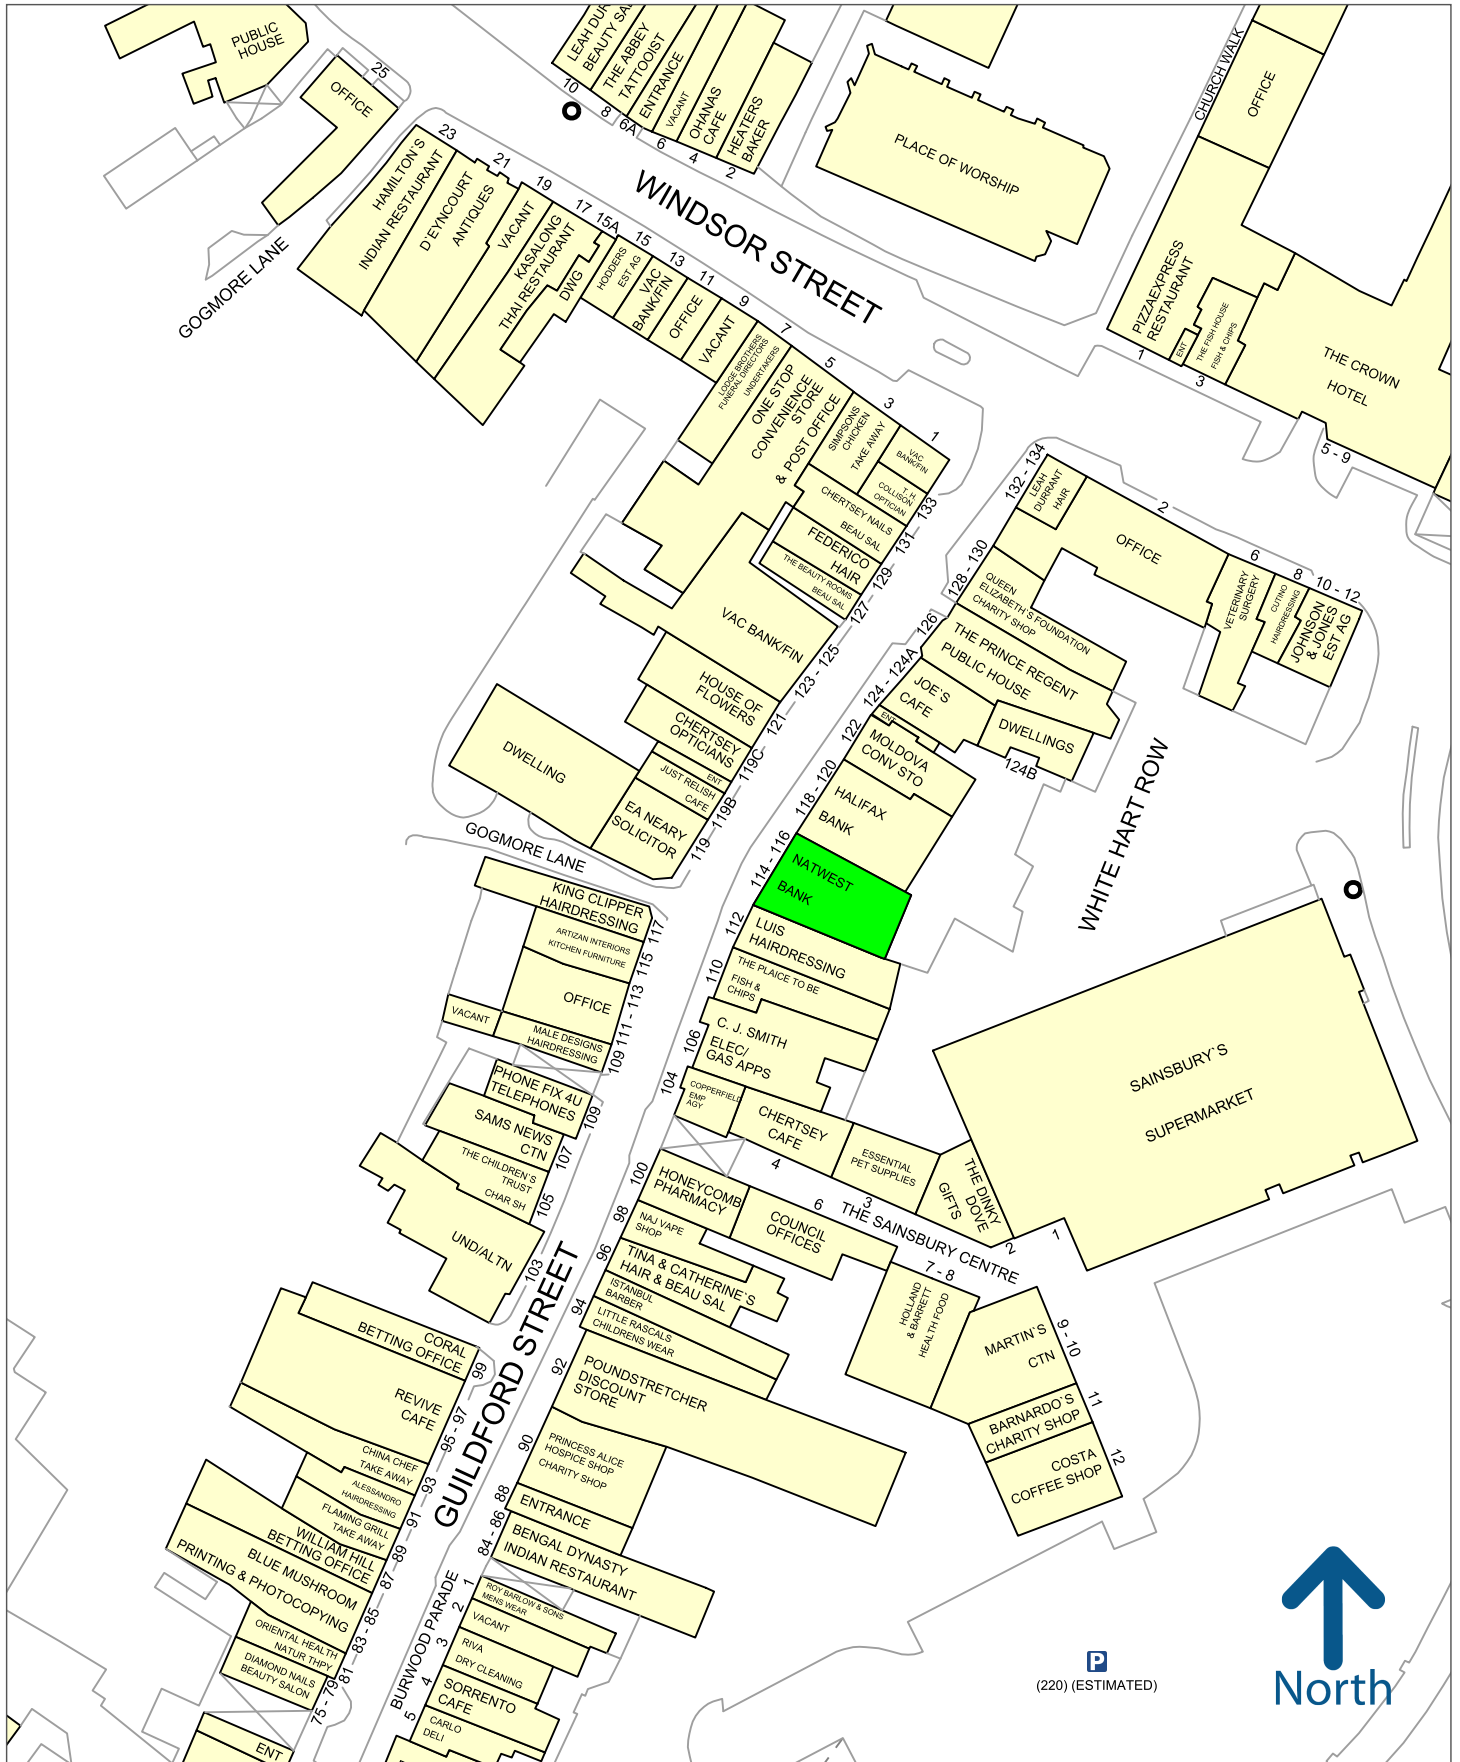 PUBLIC
HOUSE
25
OFFICE
LEAH DUR
BEAUTY SA
THE ABBEY
TATTOOIST
ENTRANCE
VACANT
OHANAS
CAFE
HEATERS
BAKER
10
8
6A
6
4
2
PLACE OF WORSHIP
CHURCH WALK
OFFICE
PIZZAEXPRESS
RESTAURANT
ENT
THE FISH HOUSE
FISH & CHIPS
THE CROWN
HOTEL
1
3
5 - 9
WINDSOR STREET
GOGMORE LANE
23
21
19
17
15A
15
13
11
9
7
5
3
1
HAMILTON`S
INDIAN RESTAURANT
D`EYNCOURT
ANTIQUES
VACANT
KASALONG
THAI RESTAURANT
DWG
HODDERS
EST AG
VAC
BANK/FIN
OFFICE
VACANT
LODGE BROTHERS
FUNERAL DIRECTORS
UNDERTAKERS
ONE STOP
CONVENIENCE
STORE
& POST OFFICE
SIMPSONS
CHICKEN
TAKE AWAY
VAC
BANK/FIN
T. H.
COLLISON
OPTICIAN
133
CHERTSEY NAILS
BEAU SAL
131
FEDERICO
HAIR
129
THE BEAUTY ROOMS
BEAU SAL
127
VAC BANK/FIN
123 - 125
HOUSE OF
FLOWERS
121
CHERTSEY
OPTICIANS
119C
ENT
JUST RELISH
CAFE
119B
EA NEARY
SOLICITOR
119
DWELLING
GOGMORE LANE
132 - 134
LEAH
DURRANT
HAIR
OFFICE
2
6
8
10 - 12
VETERINARY
SURGERY
CUTINO
HAIRDRESSING
JOHNSON
& JONES
EST AG
128 - 130
QUEEN
ELIZABETH`S FOUNDATION
CHARITY SHOP
126
THE PRINCE REGENT
PUBLIC HOUSE
124 - 124A
JOE`S
CAFE
DWELLINGS
124B
ENT
122
MOLDOVA
CONV STO
118 - 120
HALIFAX
BANK
114 - 116
NATWEST
BANK
112
LUIS
HAIRDRESSING
110
THE PLAICE TO BE
FISH &
CHIPS
106
C. J. SMITH
ELEC/
GAS APPS
104
COPPERFIELD
EMP
AGY
CHERTSEY
CAFE
4
ESSENTIAL
PET SUPPLIES
3
THE DINKY
DOVE
GIFTS
2
1
WHITE HART ROW
SAINSBURY`S
SUPERMARKET
THE SAINSBURY CENTRE
KING CLIPPER
HAIRDRESSING
117
ARTIZAN INTERIORS
KITCHEN FURNITURE
115
OFFICE
111 - 113
VACANT
MALE DESIGNS
HAIRDRESSING
109
PHONE FIX 4U
TELEPHONES
109
SAMS NEWS
CTN
107
THE CHILDREN`S
TRUST
CHAR SH
105
UND/ALTN
103
GUILDFORD STREET
100
HONEYCOMB
PHARMACY
COUNCIL
OFFICES
6
98
NAJ VAPE
SHOP
96
TINA & CATHERINE`S
HAIR & BEAU SAL
ISTANBUL
BARBER
94
LITTLE RASCALS
CHILDRENS WEAR
92
POUNDSTRETCHER
DISCOUNT
STORE
90
PRINCESS ALICE
HOSPICE SHOP
CHARITY SHOP
88
ENTRANCE
84 - 86
BENGAL DYNASTY
INDIAN RESTAURANT
7 - 8
HOLLAND
& BARRETT
HEALTH FOOD
9 - 10
MARTIN`S
CTN
11
BARNARDO`S
CHARITY SHOP
12
COSTA
COFFEE SHOP
CORAL
BETTING OFFICE
99
REVIVE
CAFE
95 - 97
CHINA CHEF
TAKE AWAY
93
ALESSANDRO
HAIRDRESSING
91
FLAMING GRILL
TAKE AWAY
89
WILLIAM HILL
BETTING OFFICE
87
BLUE MUSHROOM
PRINTING & PHOTOCOPYING
83 - 85
ORIENTAL HEALTH
NATUR THPY
81
DIAMOND NAILS
BEAUTY SALON
75 - 79
ENT
BURWOOD PARADE
1
ROY BARLOW & SONS
MENS WEAR
2
VACANT
3
RIVA
DRY CLEANING
4
SORRENTO
CAFE
5
CARLO
DELI
P
(220) (ESTIMATED)
North